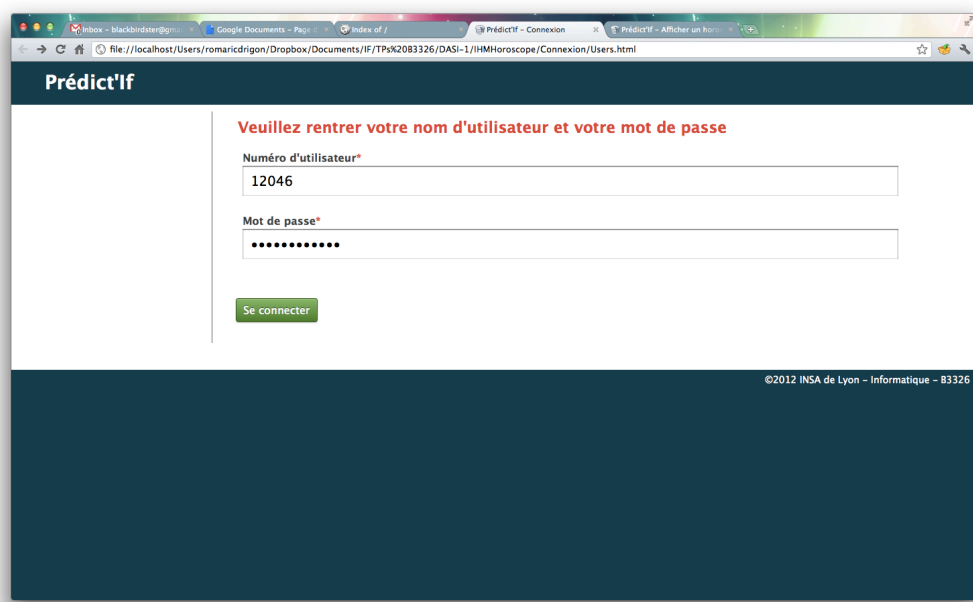 Inbox – blackbirdster@gma
Google Documents – Page d'
Index of /
Prédict'If – Connexion
Prédict'If – Afficher un horos
file://localhost/Users/romaricdrigon/Dropbox/Documents/IF/TPs%20B3326/DASI-1/IHMHoroscope/Connexion/Users.html
Prédict'If
Veuillez rentrer votre nom d'utilisateur et votre mot de passe
Numéro d'utilisateur*
12046
Mot de passe*
••••••••••••
Se connecter
©2012 INSA de Lyon – Informatique – B3326